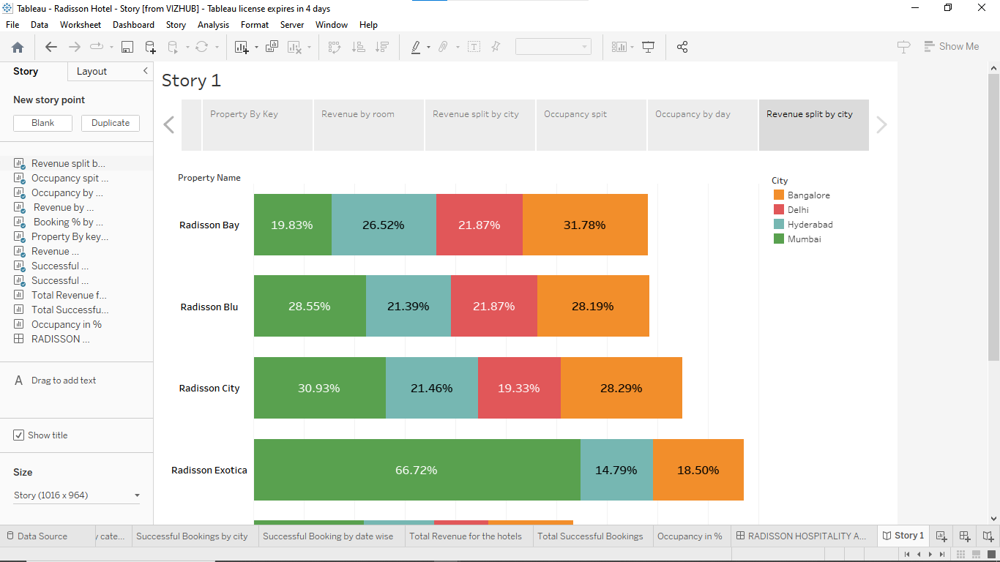 Tableau - Radisson Hotel - Story [from VIZHUB] - Tableau license expires in 4 days
File Data Worksheet Dashboard Story Analysis Format Server Window Help
Show Me
Story Layout
New story point
Blank Duplicate
Revenue split b...
Occupancy spit ...
Occupancy by ...
Revenue by ...
Booking % by ...
Property By key...
Revenue ...
Successful ...
Successful ...
Total Revenue f...
Total Successfu...
Occupancy in %
RADISSON ...
A Drag to add text
Show title
Size
Story (1016 x 964)
Story 1
Property By Key Revenue by room Revenue split by city Occupancy spit Occupancy by day Revenue split by city
Property Name
Radisson Bay 19.83% 26.52% 21.87% 31.78%
Radisson Blu 28.55% 21.39% 21.87% 28.19%
Radisson City 30.93% 21.46% 19.33% 28.29%
Radisson Exotica 66.72% 14.79% 18.50%
City
Bangalore
Delhi
Hyderabad
Mumbai
Data Source y cate... Successful Bookings by city Successful Booking by date wise Total Revenue for the hotels Total Successful Bookings Occupancy in % RADISSON HOSPITALITY A... Story 1